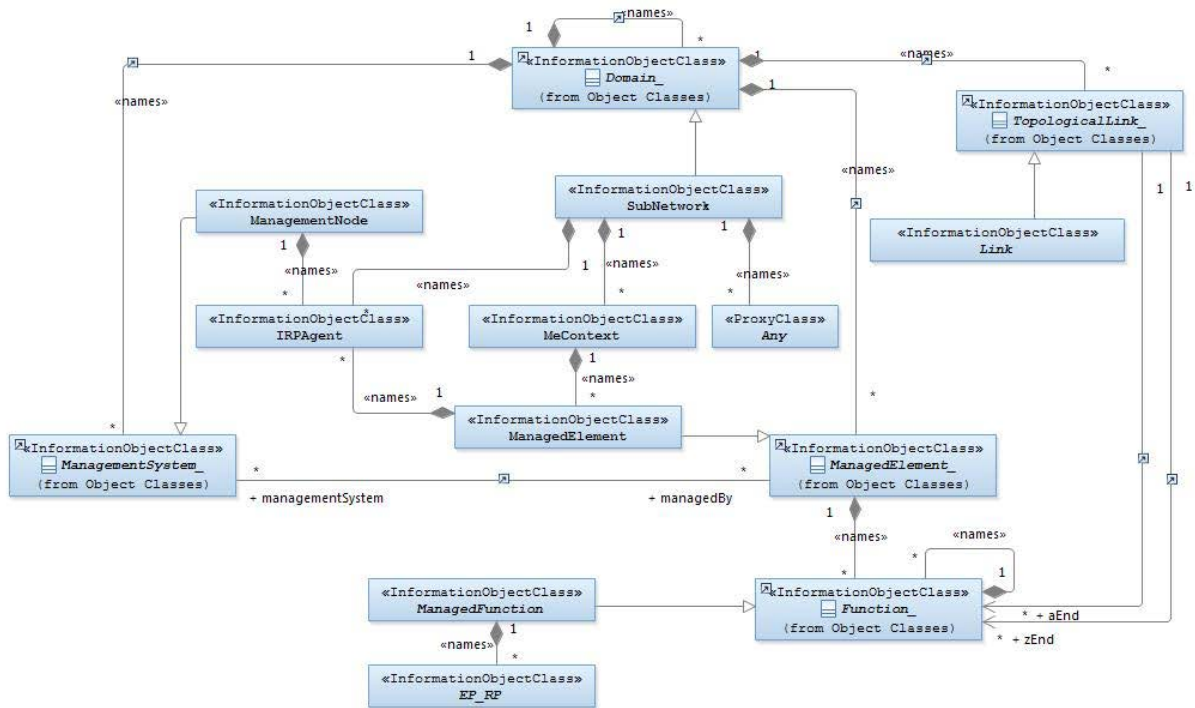 «names»
1
*
1
«InformationObjectClass»
Domain_
(from Object Classes)
1
«names»
*
1
«names»
«InformationObjectClass»
TopologicalLink_
(from Object Classes)
«names»
1
1
«InformationObjectClass»
SubNetwork
«InformationObjectClass»
ManagementNode
«InformationObjectClass»
Link
1
«names»
*
1
«names»
*
1
«names»
*
1
«names»
*
«InformationObjectClass»
IRPAgent
*
«InformationObjectClass»
MeContext
1
«names»
*
«ProxyClass»
Any
«names»
1
*
«InformationObjectClass»
ManagedElement
*
«InformationObjectClass»
ManagementSystem_
(from Object Classes)
«InformationObjectClass»
ManagedElement_
(from Object Classes)
*
+ managementSystem
*
+ managedBy
1
«names»
*
«names»
*
1
«InformationObjectClass»
Function_
(from Object Classes)
* + aEnd
* + zEnd
«InformationObjectClass»
ManagedFunction
1
«names»
*
«InformationObjectClass»
EP_RP